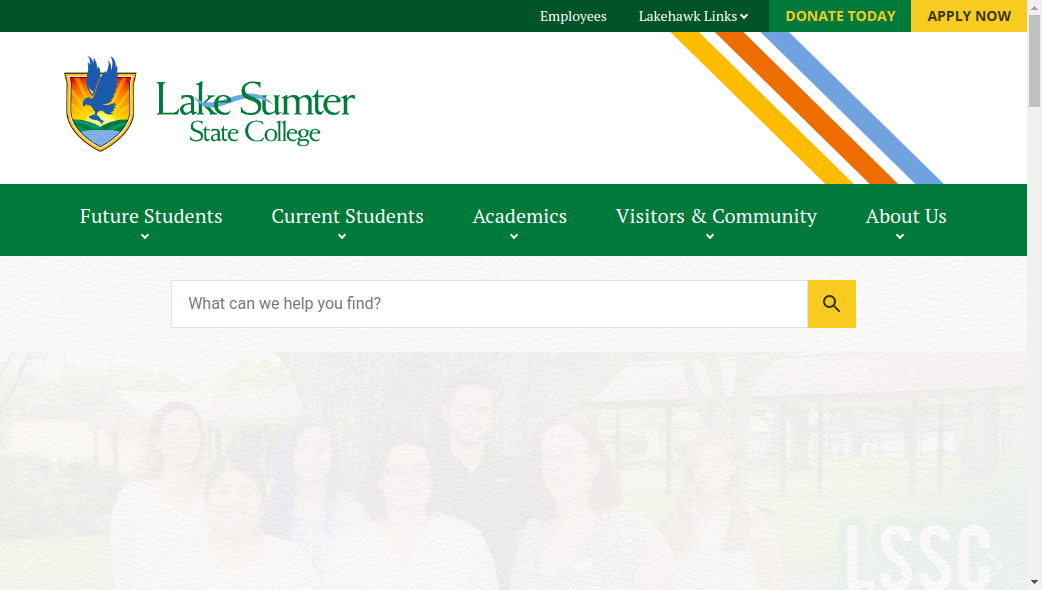 Employees
Lakehawk Links
DONATE TODAY
APPLY NOW
Lake Sumter
State College
Future Students
Current Students
Academics
Visitors & Community
About Us
What can we help you find?
LSSC